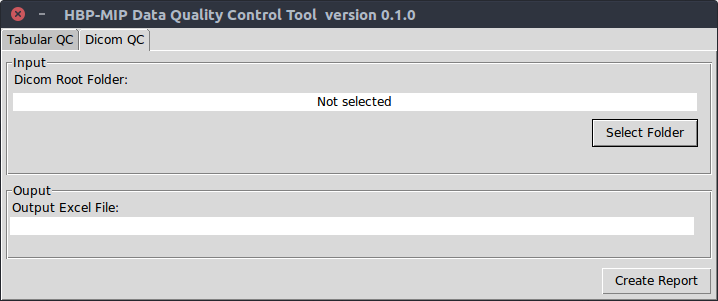 HBP-MIP Data Quality Control Tool  version 0.1.0
Tabular QC Dicom QC
Input
Dicom Root Folder:
Not selected
Select Folder
Ouput
Output Excel File:
Create Report